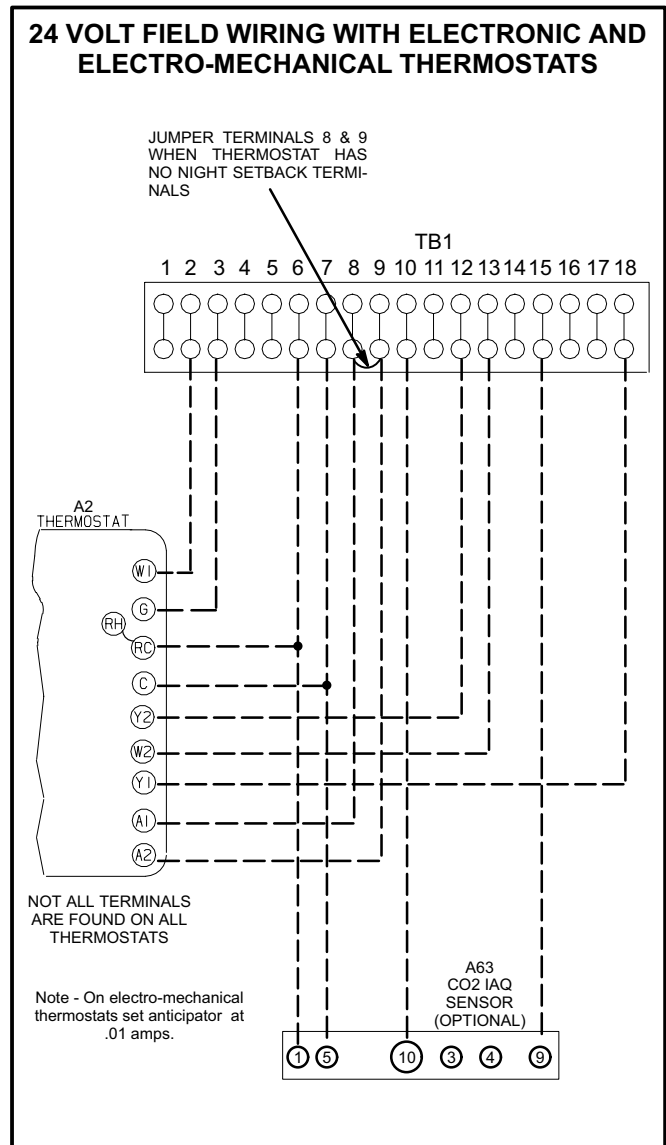 24 VOLT FIELD WIRING WITH ELECTRONIC AND
ELECTRO-MECHANICAL THERMOSTATS
JUMPER TERMINALS 8 & 9
WHEN THERMOSTAT HAS
NO NIGHT SETBACK TERMI-
NALS
TB1
1 2 3 4 5 6 7 8 9 10 11 12 13 14 15 16 17 18
A2
THERMOSTAT
W1
G
RH
RC
C
Y2
W2
Y1
A1
A2
NOT ALL TERMINALS
ARE FOUND ON ALL
THERMOSTATS
Note - On electro-mechanical
thermostats set anticipator at
.01 amps.
A63
CO2 IAQ
SENSOR
(OPTIONAL)
1 5 10 3 4 9